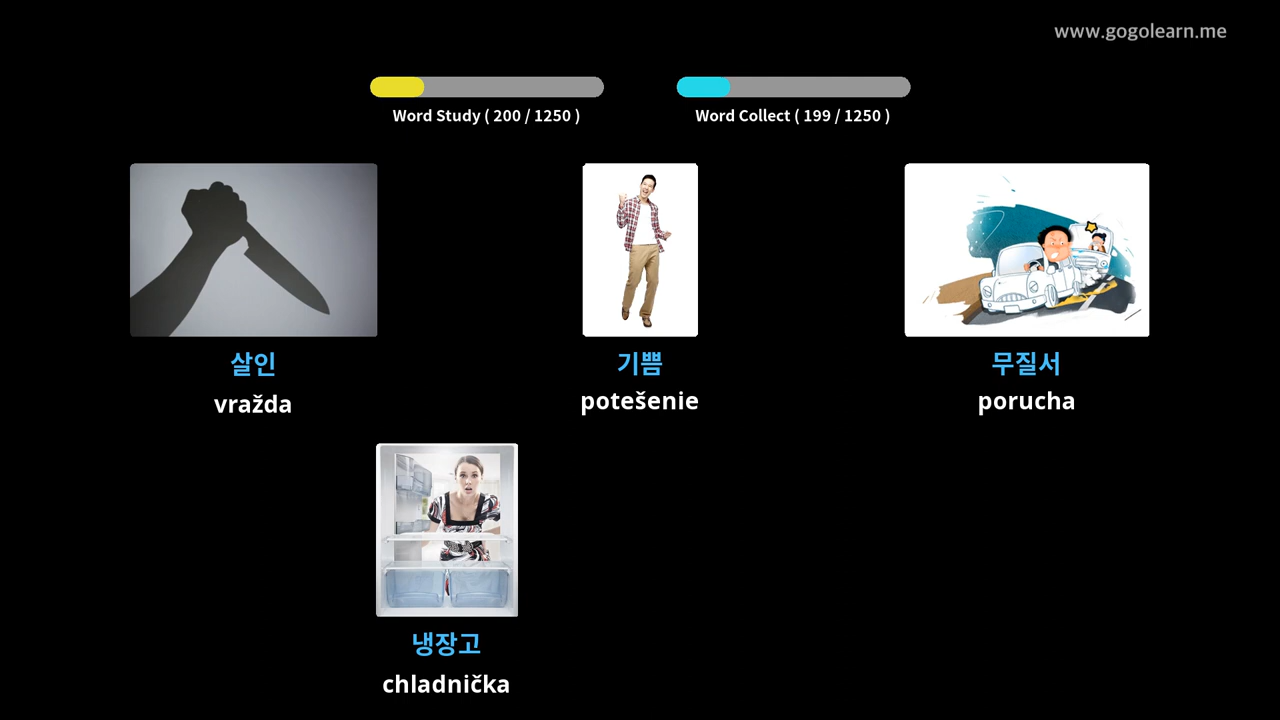 www.gogolearn.me
Word Study ( 200 / 1250 )
Word Collect ( 199 / 1250 )
살인
vražda
기쁨
potešenie
무질서
porucha
냉장고
chladnička